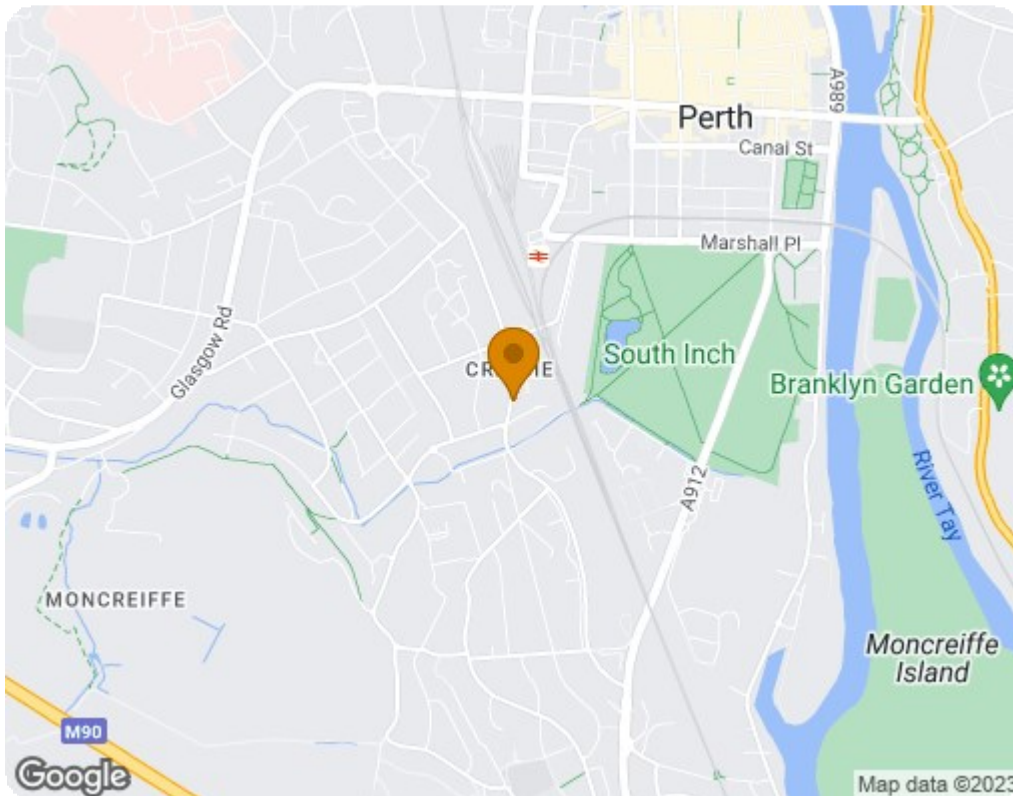 A989
Perth
Canal St
Marshall Pl
Glasgow Rd
South Inch
Branklyn Garden
A912
River Tay
MONCREIFFE
Moncreiffe
Island
M90
Google
Map data ©2023